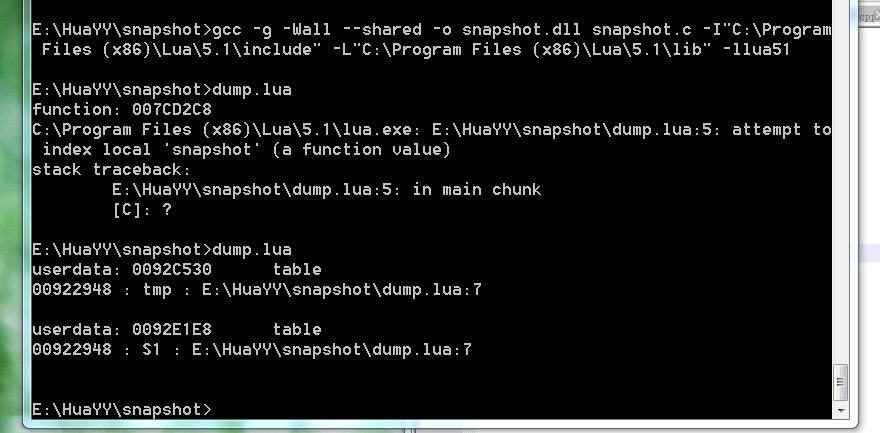 E:\HuaYY\snapshot>gcc -g -Wall --shared -o snapshot.dll snapshot.c -I"C:\Program
Files (x86)\Lua\5.1\include" -L"C:\Program Files (x86)\Lua\5.1\lib" -llua51
E:\HuaYY\snapshot>dump.lua
function: 007CD2C8
C:\Program Files (x86)\Lua\5.1\lua.exe: E:\HuaYY\snapshot\dump.lua:5: attempt to
index local 'snapshot' (a function value)
stack traceback:
E:\HuaYY\snapshot\dump.lua:5: in main chunk
[C]: ?
E:\HuaYY\snapshot>dump.lua
userdata: 0092C530 table
00922948 : tmp : E:\HuaYY\snapshot\dump.lua:7
userdata: 0092E1E8 table
00922948 : S1 : E:\HuaYY\snapshot\dump.lua:7
E:\HuaYY\snapshot>